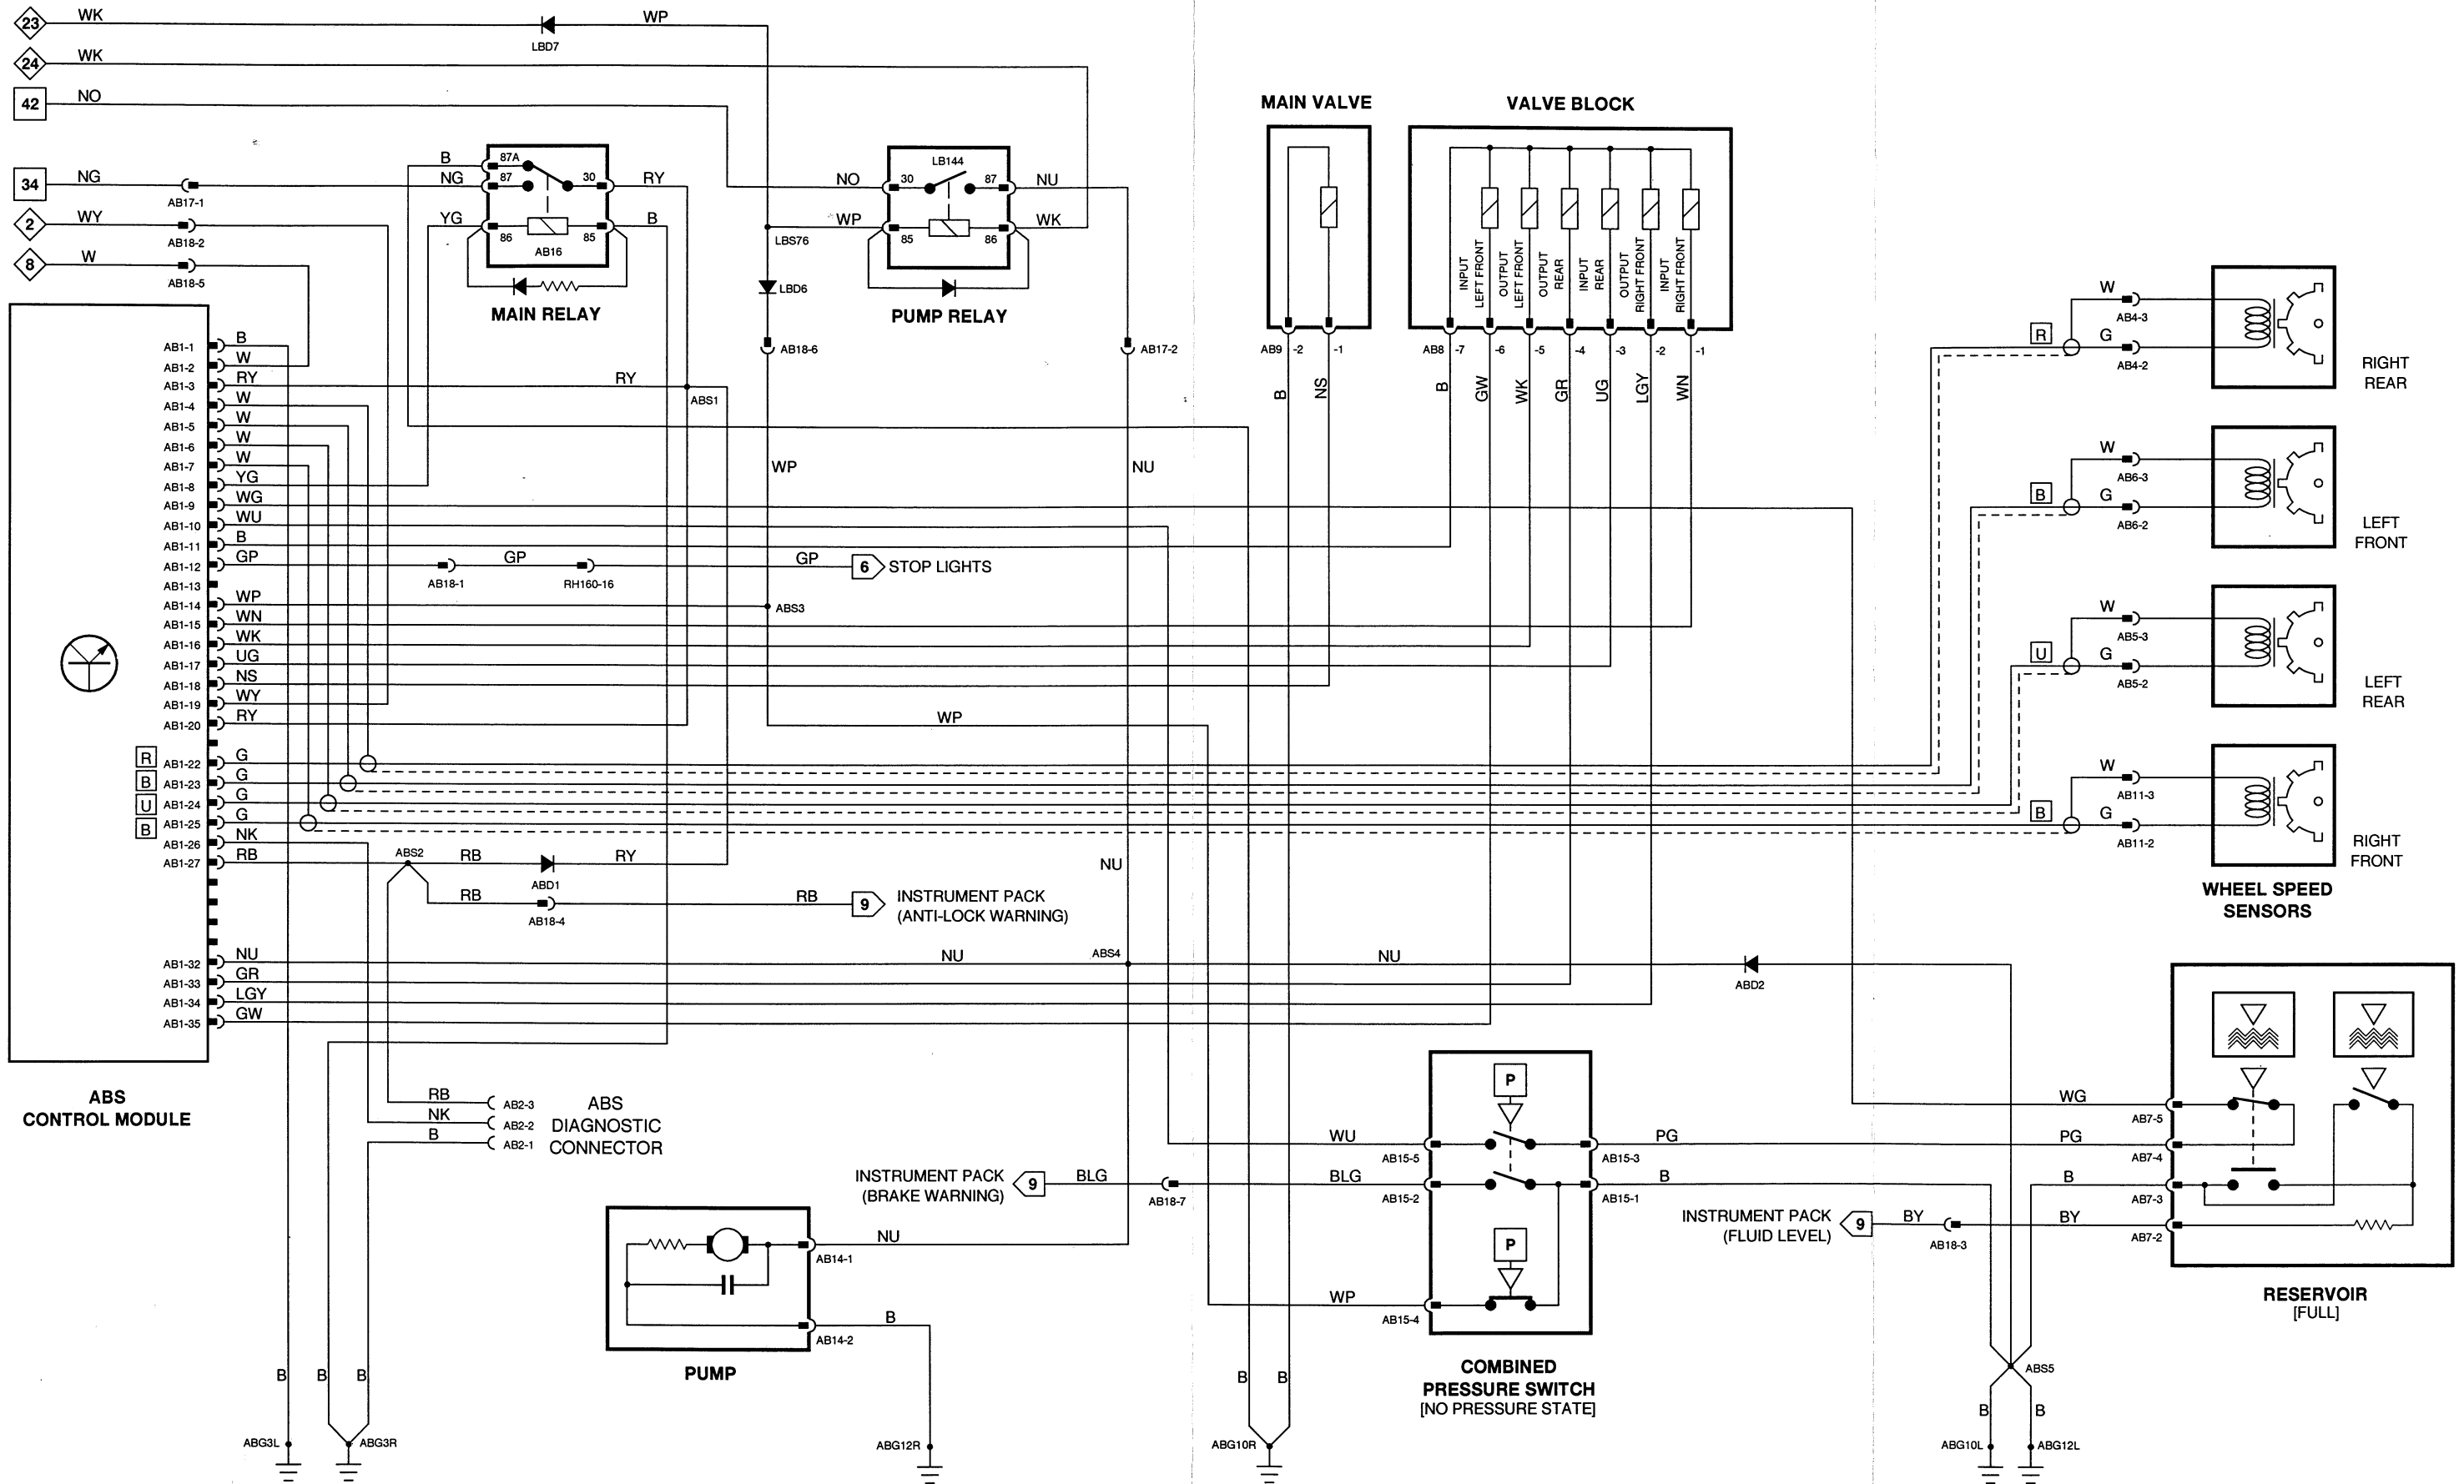 23 WK LBD7 WP
24 WK
42 NO
34 NG AB17-1
2 WY AB18-2
8 W AB18-5
B 87A
NG 87 30 RY
YG 86 85 B
AB16
MAIN RELAY
LBS76
LBD6
AB18-6
LB144
NO 30 87 NU
WP 85 86 WK
PUMP RELAY
AB17-2
MAIN VALVE
AB9 -2 -1
B NS
VALVE BLOCK
INPUT LEFT FRONT
OUTPUT LEFT FRONT
OUTPUT REAR
INPUT REAR
OUTPUT RIGHT FRONT
INPUT RIGHT FRONT
AB8 -7 -6 -5 -4 -3 -2 -1
B GW WK GR UG LGY WN
AB1-1 B
AB1-2 W
AB1-3 RY RY ABS1
AB1-4 W
AB1-5 W
AB1-6 W
AB1-7 W
AB1-8 YG
AB1-9 WG
AB1-10 WU
AB1-11 B
AB1-12 GP AB18-1 GP RH160-16 GP 6 STOP LIGHTS
AB1-13
AB1-14 WP ABS3
AB1-15 WN
AB1-16 WK
AB1-17 UG
AB1-18 NS
AB1-19 WY
AB1-20 RY
WP
NU
WP
R AB1-22 G
B AB1-23 G
U AB1-24 G
B AB1-25 G
AB1-26 NK
AB1-27 RB ABS2 RB ABD1 RY
RB AB18-4 RB 9 INSTRUMENT PACK
(ANTI-LOCK WARNING)
NU
AB1-32 NU NU ABS4 NU ABD2
AB1-33 GR
AB1-34 LGY
AB1-35 GW
ABS
CONTROL MODULE
RB AB2-3
NK AB2-2
B AB2-1
ABS
DIAGNOSTIC
CONNECTOR
R W AB4-3
G AB4-2
RIGHT
REAR
B W AB6-3
G AB6-2
LEFT
FRONT
U W AB5-3
G AB5-2
LEFT
REAR
B W AB11-3
G AB11-2
RIGHT
FRONT
WHEEL SPEED
SENSORS
INSTRUMENT PACK
(BRAKE WARNING)
9 BLG AB18-7
P
WU AB15-5 AB15-3 PG
BLG AB15-2 AB15-1 B
P
WP AB15-4
COMBINED
PRESSURE SWITCH
[NO PRESSURE STATE]
AB14-1 NU
AB14-2 B
PUMP
INSTRUMENT PACK
(FLUID LEVEL)
9 BY AB18-3
WG AB7-5
PG AB7-4
B AB7-3
BY AB7-2
RESERVOIR
[FULL]
ABS5
B B B B B B B
ABG3L ABG3R ABG12R ABG10R ABG10L ABG12L